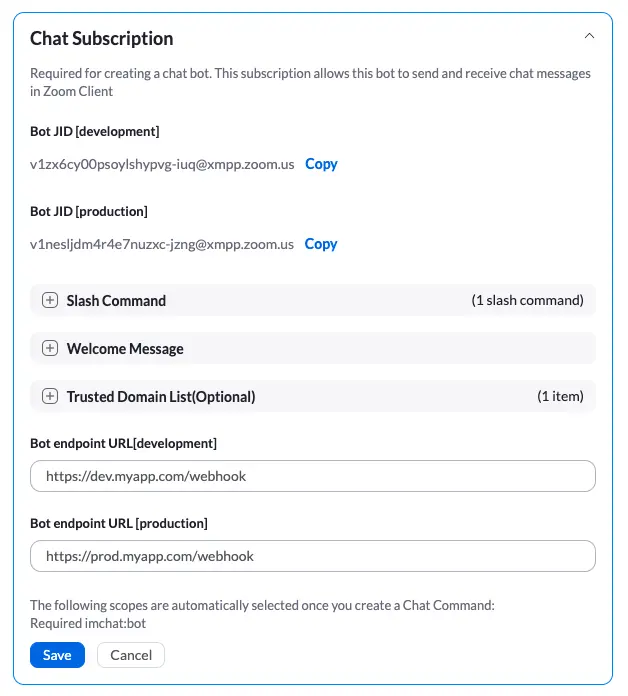 Chat Subscription
Required for creating a chat bot. This subscription allows this bot to send and receive chat messages
in Zoom Client
Bot JID [development]
v1zx6cy00psoylshypvg-iuq@xmpp.zoom.us Copy
Bot JID [production]
v1nesljdm4r4e7nuzxc-jzng@xmpp.zoom.us Copy
Slash Command (1 slash command)
Welcome Message
Trusted Domain List(Optional) (1 item)
Bot endpoint URL[development]
https://dev.myapp.com/webhook
Bot endpoint URL [production]
https://prod.myapp.com/webhook
The following scopes are automatically selected once you create a Chat Command:
Required imchat:bot
Save Cancel